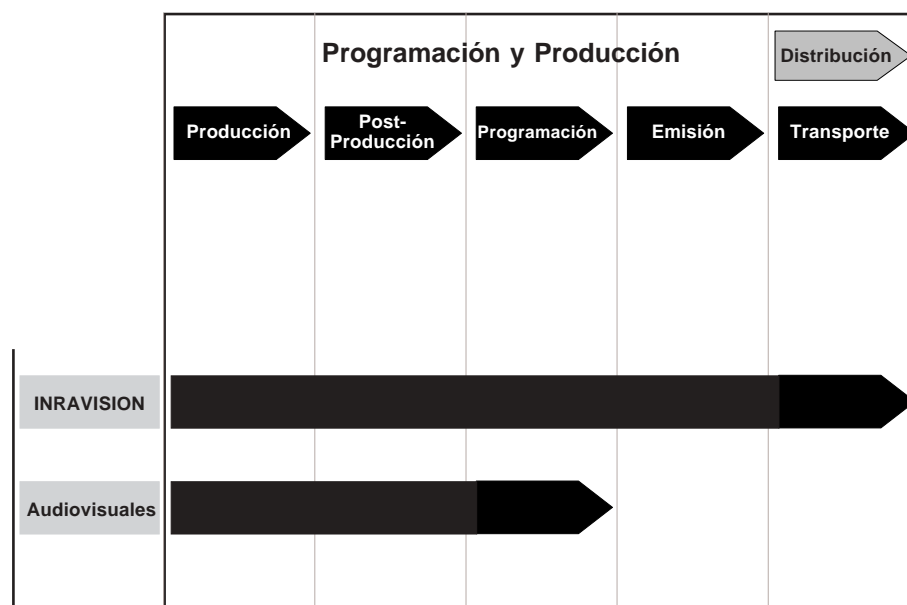 Programación y Producción
Distribución
Producción
Post-
Producción
Programación
Emisión
Transporte
INRAVISION
Audiovisuales